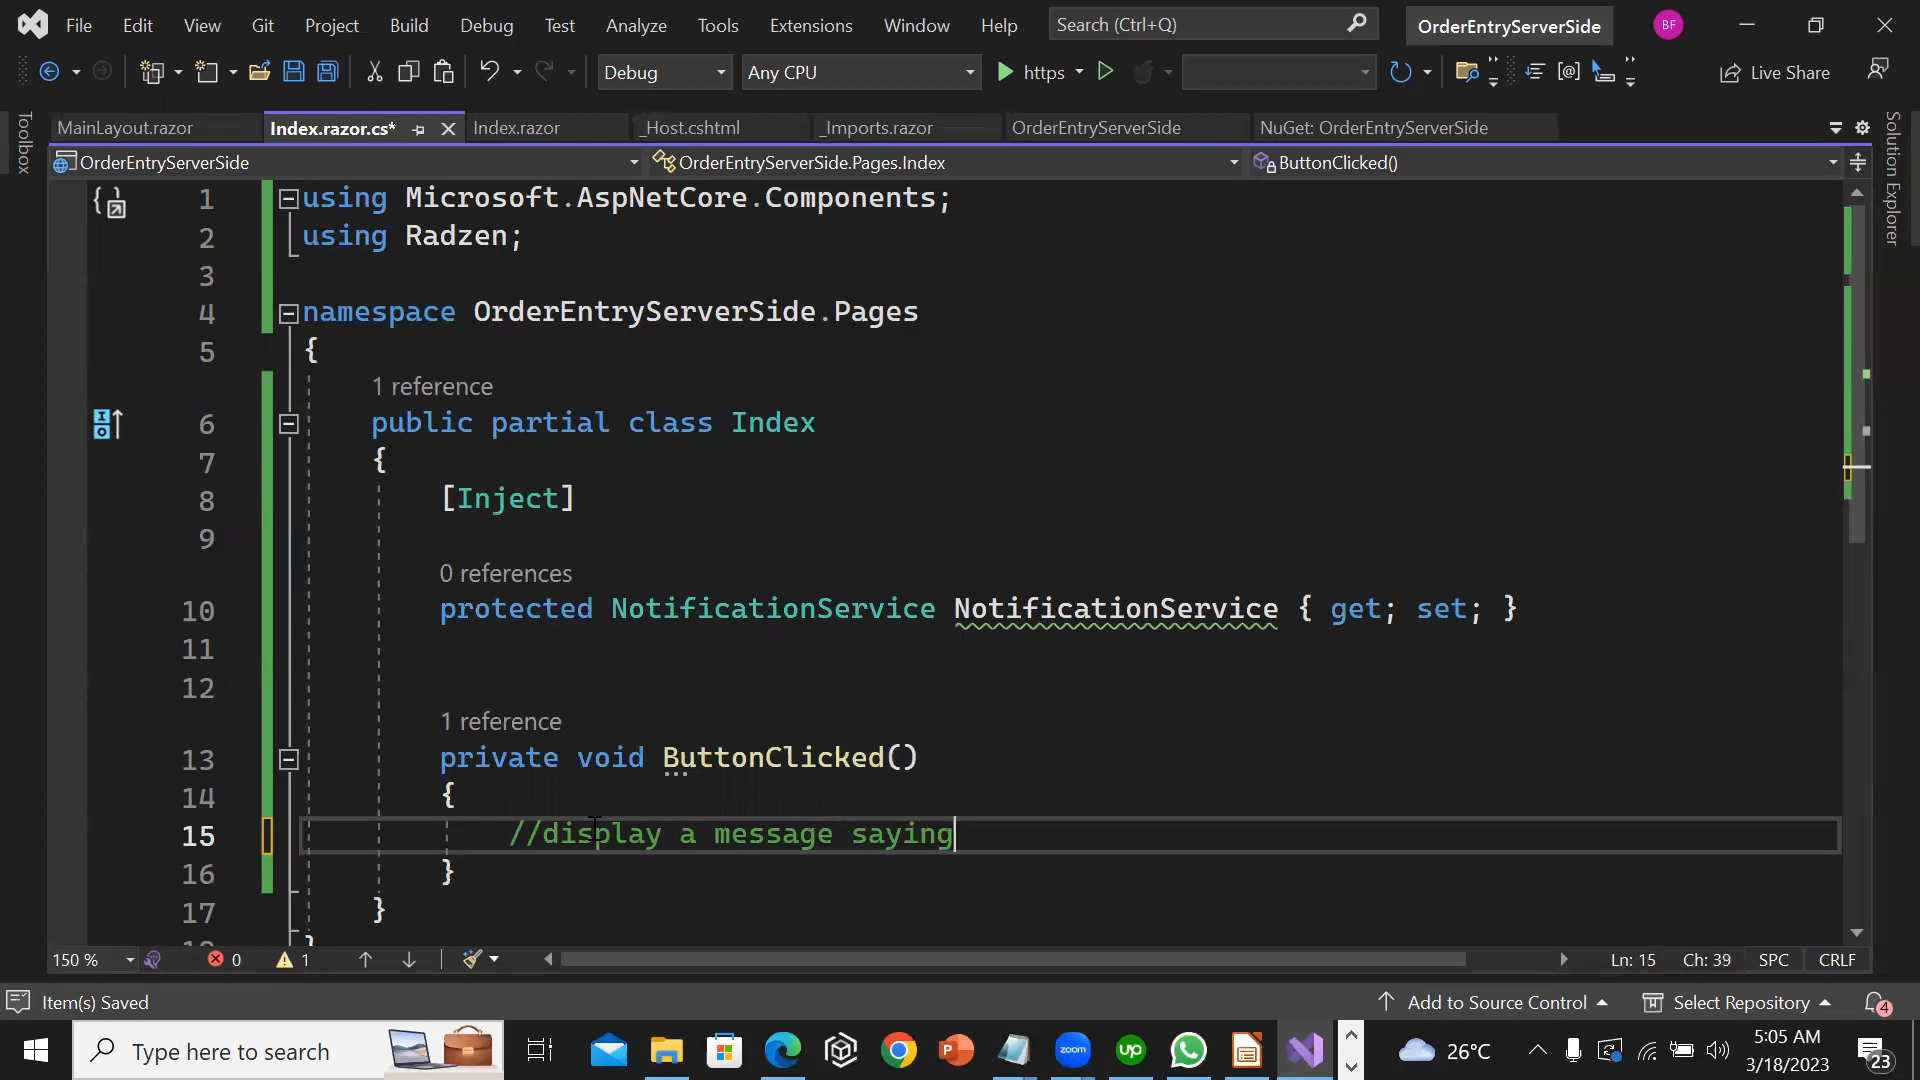 File Edit View Git Project Build Debug Test Analyze Tools Extensions Window Help Search (Ctrl+Q) OrderEntryServerSide BF
Debug Any CPU https Live Share
MainLayout.razor Index.razor.cs* Index.razor _Host.cshtml _Imports.razor OrderEntryServerSide NuGet: OrderEntryServerSide
Toolbox
Solution Explorer
OrderEntryServerSide OrderEntryServerSide.Pages.Index ButtonClicked()
1 using Microsoft.AspNetCore.Components;
2 using Radzen;
3
4 namespace OrderEntryServerSide.Pages
5 {
1 reference
6 public partial class Index
7 {
8 [Inject]
9
0 references
10 protected NotificationService NotificationService { get; set; }
11
12
1 reference
13 private void ButtonClicked()
14 {
15 //display a message saying
16 }
17 }
150 % 0 1 Ln: 15 Ch: 39 SPC CRLF
Item(s) Saved Add to Source Control Select Repository 4
Type here to search zoom up 26°C 5:05 AM
3/18/2023 23